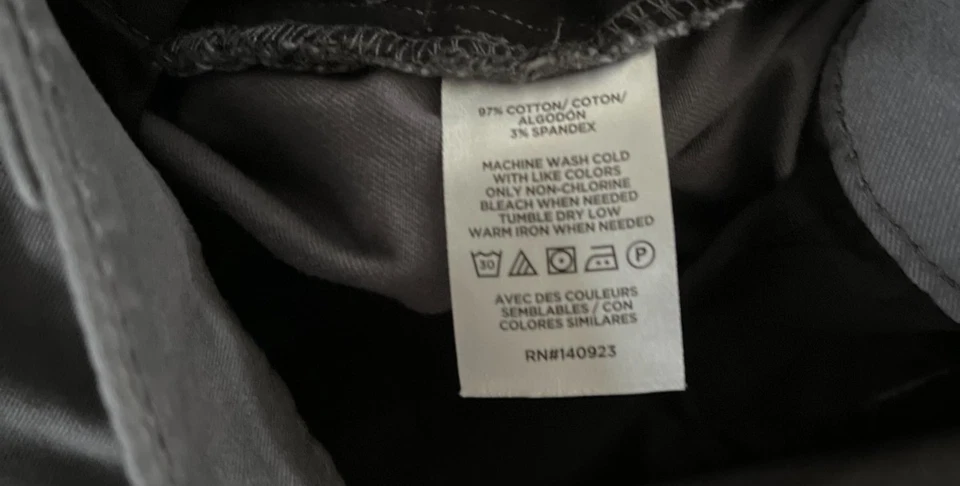 97% COTTON/ COTON/
ALGODÓN
3% SPANDEX
MACHINE WASH COLD
WITH LIKE COLORS
ONLY NON-CHLORINE
BLEACH WHEN NEEDED
TUMBLE DRY LOW
WARM IRON WHEN NEEDED
30 P
AVEC DES COULEURS
SEMBLABLES / CON
COLORES SIMILARES
RN#140923